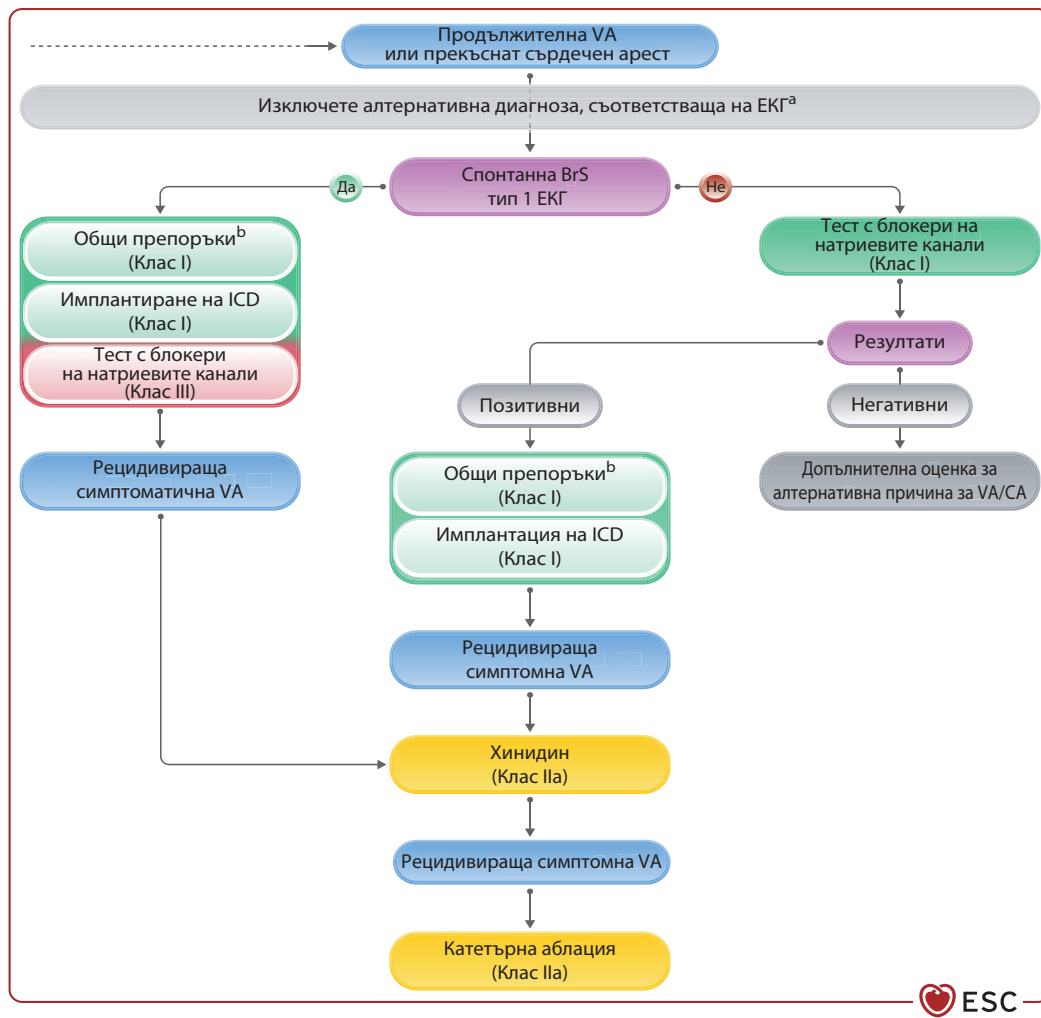 Продължителна VA
или прекъснат сърдечен арест
Изключете алтернативна диагноза, съответстваща на ЕКГa
Да
Спонтанна BrS
тип 1 ЕКГ
Не
Общи препоръкиb
(Клас I)
Имплантиране на ICD
(Клас I)
Тест с блокери
на натриевите канали
(Клас III)
Тест с блокери на
натриевите канали
(Клас I)
Резултати
Позитивни
Негативни
Рецидивираща
симптоматична VA
Общи препоръкиb
(Клас I)
Имплантация на ICD
(Клас I)
Допълнителна оценка за
алтернативна причина за VA/CA
Рецидивираща
симптомна VA
Хинидин
(Клас IIa)
Рецидивираща симптомна VA
Катетърна аблация
(Клас IIa)
ESC